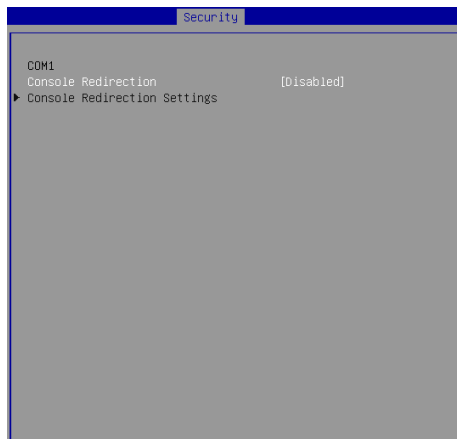 Security
COM1
Console Redirection [Disabled]
Console Redirection Settings